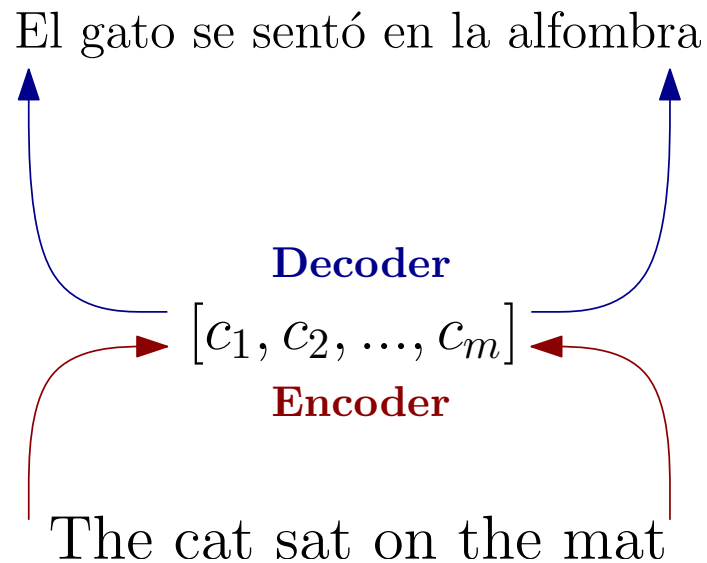 El gato se sentó en la alfombra
Decoder
[c₁, c₂, ..., cₘ]
Encoder
The cat sat on the mat